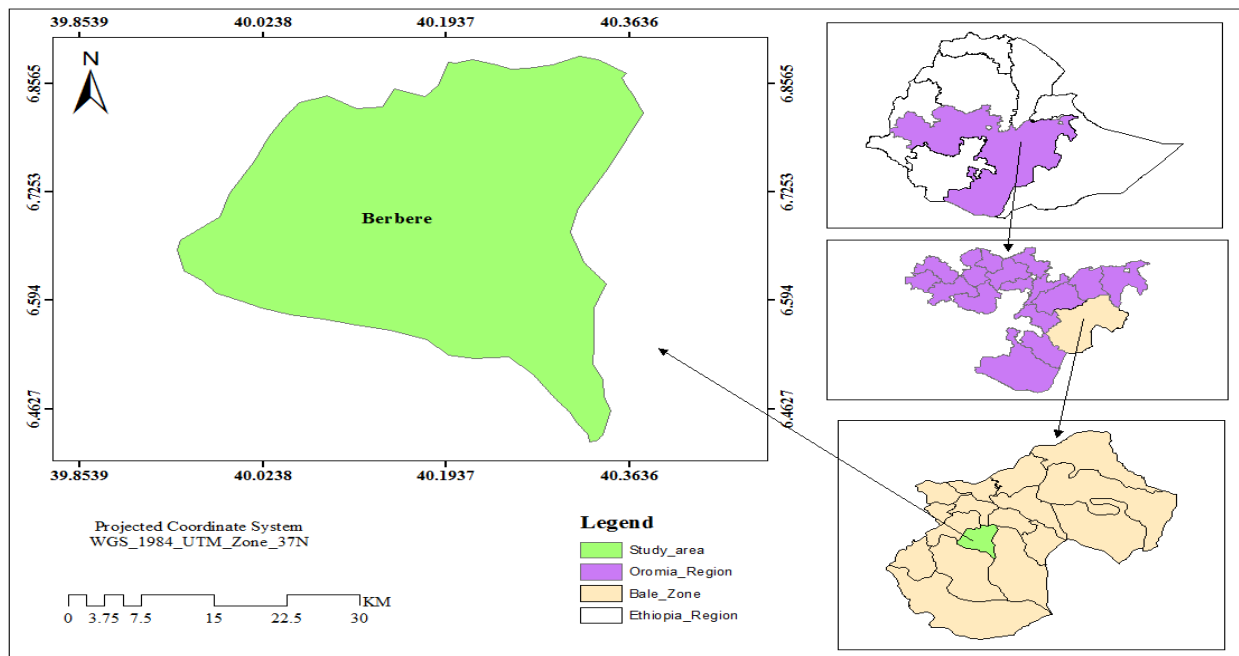 39.8539 40.0238 40.1937 40.3636
N
6.8565 6.8565
6.7253 6.7253
Berbere
6.594 6.594
6.4627 6.4627
39.8539 40.0238 40.1937 40.3636
Projected Coordinate System
WGS_1984_UTM_Zone_37N
KM
0 3.75 7.5 15 22.5 30
Legend
Study_area
Oromia_Region
Bale_Zone
Ethiopia_Region